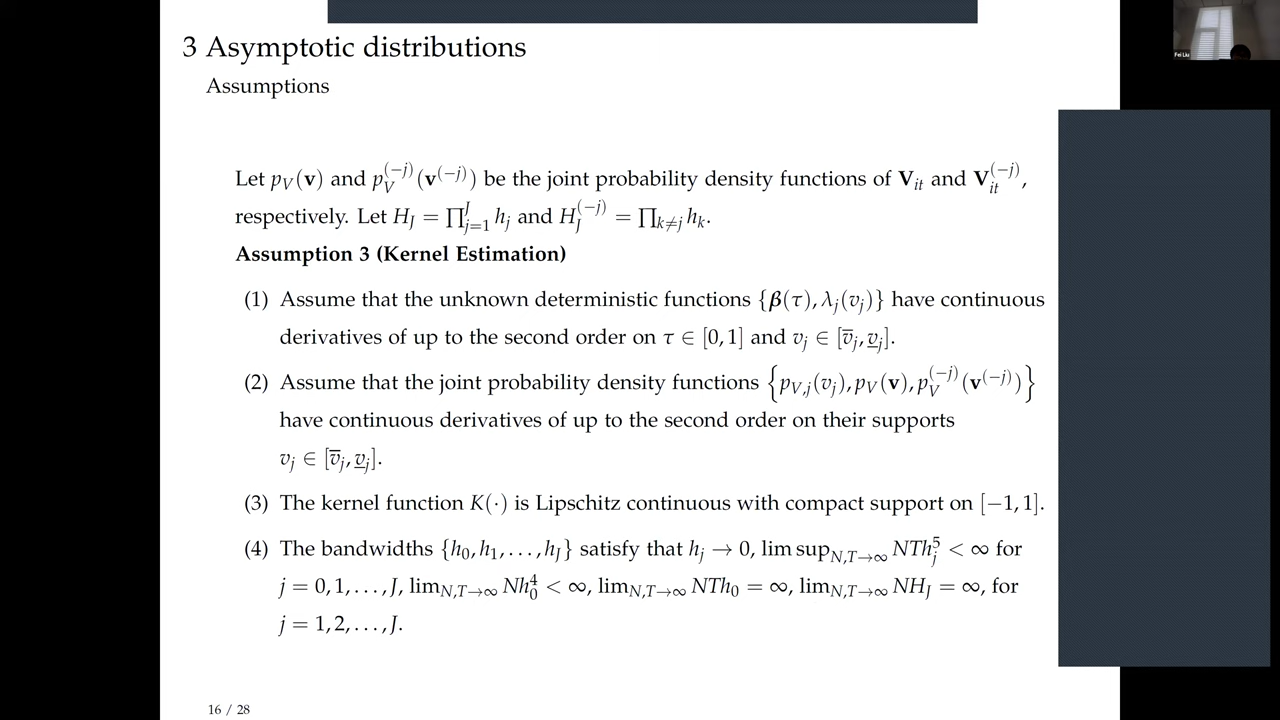 3 Asymptotic distributions
Assumptions
Fei Liu
Let $p_V(\mathbf{v})$ and $p_V^{(-j)}(\mathbf{v}^{(-j)})$ be the joint probability density functions of $\mathbf{V}_{it}$ and $\mathbf{V}_{it}^{(-j)}$,
respectively. Let $H_J = \prod_{j=1}^{J} h_j$ and $H_J^{(-j)} = \prod_{k \neq j} h_k$.
Assumption 3 (Kernel Estimation)
(1) Assume that the unknown deterministic functions $\{\boldsymbol{\beta}(\tau), \lambda_j(v_j)\}$ have continuous
derivatives of up to the second order on $\tau \in [0, 1]$ and $v_j \in [\overline{v}_j, \underline{v}_j]$.
(2) Assume that the joint probability density functions $\left\{p_{V,j}(v_j), p_V(\mathbf{v}), p_V^{(-j)}(\mathbf{v}^{(-j)})\right\}$
have continuous derivatives of up to the second order on their supports
$v_j \in [\overline{v}_j, \underline{v}_j]$.
(3) The kernel function $K(\cdot)$ is Lipschitz continuous with compact support on $[-1, 1]$.
(4) The bandwidths $\{h_0, h_1, \ldots, h_J\}$ satisfy that $h_j \to 0$, $\limsup_{N,T\to\infty} NTh_j^5 < \infty$ for
$j = 0, 1, \ldots, J$, $\lim_{N,T\to\infty} Nh_0^4 < \infty$, $\lim_{N,T\to\infty} NTh_0 = \infty$, $\lim_{N,T\to\infty} NH_J = \infty$, for
$j = 1, 2, \ldots, J$.
16 / 28